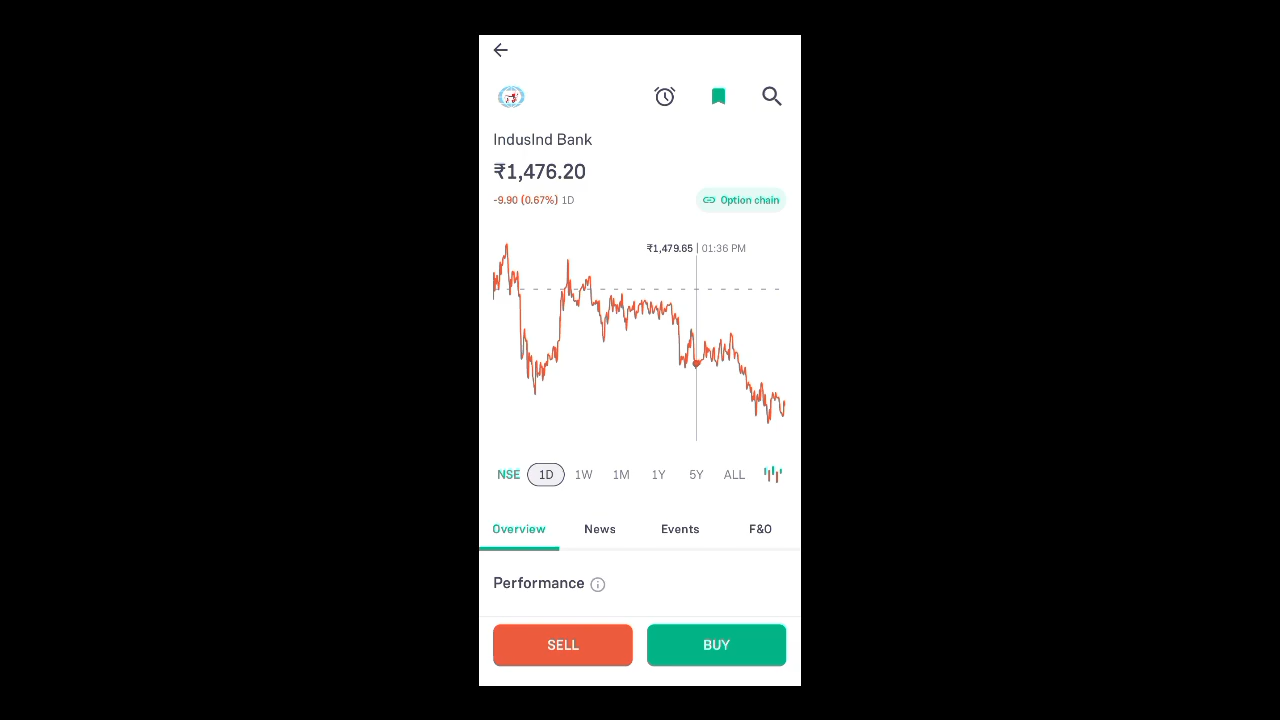 IndusInd Bank
₹1,476.20
-9.90 (0.67%) 1D
Option chain
₹1,479.65 | 01:36 PM
NSE 1D 1W 1M 1Y 5Y ALL
Overview News Events F&O
Performance
SELL BUY